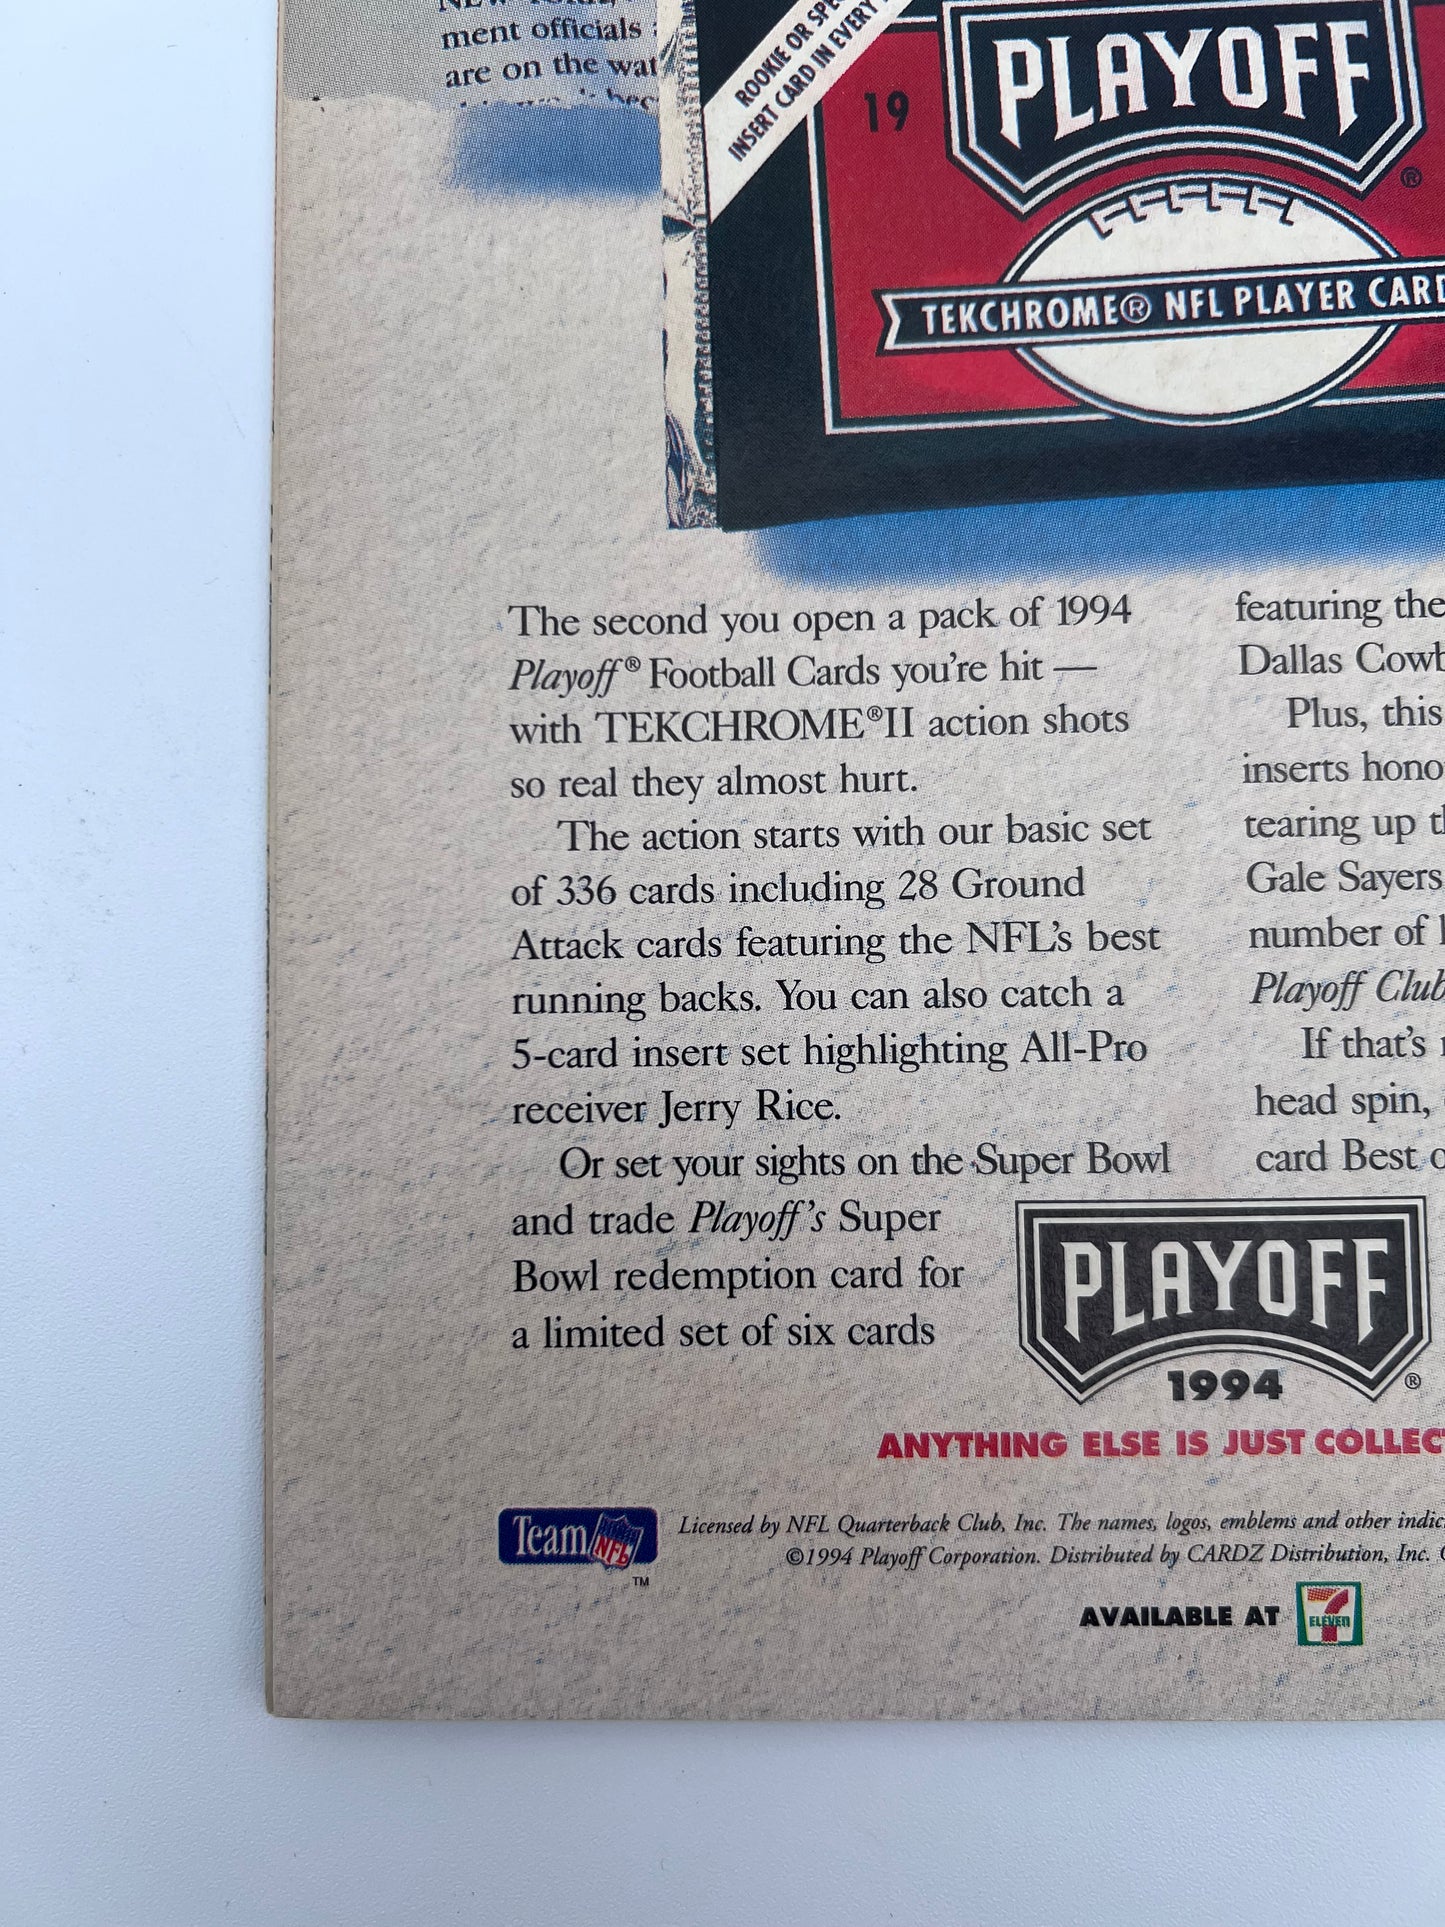 ment officials
are on the wat
ROOKIE OR SPE
INSERT CARD IN EVERY
19
PLAYOFF
®
TEKCHROME® NFL PLAYER CARD
The second you open a pack of 1994
Playoff® Football Cards you're hit —
with TEKCHROME®II action shots
so real they almost hurt.
The action starts with our basic set
of 336 cards including 28 Ground
Attack cards featuring the NFL's best
running backs. You can also catch a
5-card insert set highlighting All-Pro
receiver Jerry Rice.
Or set your sights on the Super Bowl
and trade Playoff's Super
Bowl redemption card for
a limited set of six cards
featuring the
Dallas Cowb
Plus, this
inserts hono
tearing up t
Gale Sayers
number of
Playoff Club
If that's
head spin,
card Best o
PLAYOFF
1994 ®
ANYTHING ELSE IS JUST COLLECT
Team NFL
TM
Licensed by NFL Quarterback Club, Inc. The names, logos, emblems and other indic
©1994 Playoff Corporation. Distributed by CARDZ Distribution, Inc.
AVAILABLE AT 7 ELEVEn